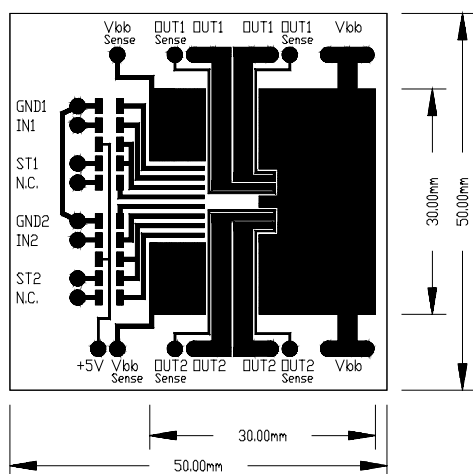 Vbb OUT1 OUT1 OUT1 OUT1 Vbb
Sense Sense Sense
GND1
IN1
ST1
N.C.
GND2
IN2
ST2
N.C.
30.00mm
50.00mm
+5V Vbb OUT2 OUT2 OUT2 OUT2 Vbb
Sense Sense Sense
30.00mm
50.00mm